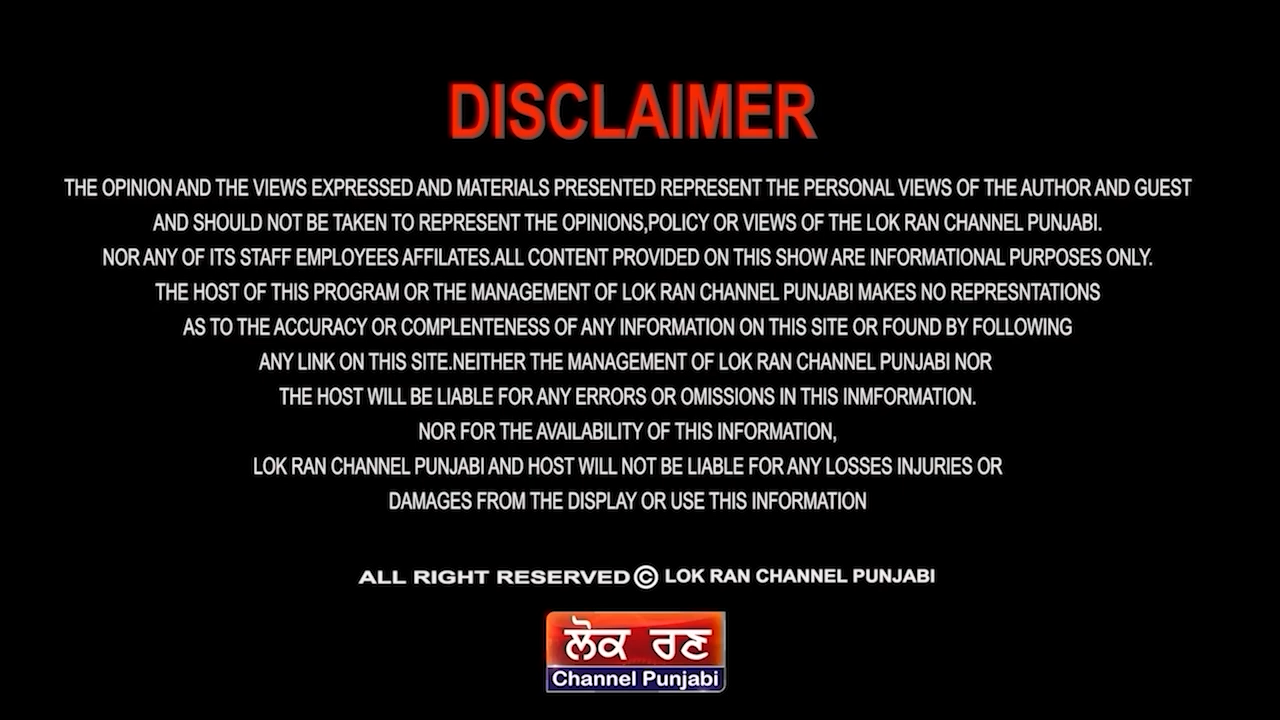 DISCLAIMER
THE OPINION AND THE VIEWS EXPRESSED AND MATERIALS PRESENTED REPRESENT THE PERSONAL VIEWS OF THE AUTHOR AND GUEST
AND SHOULD NOT BE TAKEN TO REPRESENT THE OPINIONS,POLICY OR VIEWS OF THE LOK RAN CHANNEL PUNJABI.
NOR ANY OF ITS STAFF EMPLOYEES AFFILATES.ALL CONTENT PROVIDED ON THIS SHOW ARE INFORMATIONAL PURPOSES ONLY.
THE HOST OF THIS PROGRAM OR THE MANAGEMENT OF LOK RAN CHANNEL PUNJABI MAKES NO REPRESNTATIONS
AS TO THE ACCURACY OR COMPLENTENESS OF ANY INFORMATION ON THIS SITE OR FOUND BY FOLLOWING
ANY LINK ON THIS SITE.NEITHER THE MANAGEMENT OF LOK RAN CHANNEL PUNJABI NOR
THE HOST WILL BE LIABLE FOR ANY ERRORS OR OMISSIONS IN THIS INMFORMATION.
NOR FOR THE AVAILABILITY OF THIS INFORMATION,
LOK RAN CHANNEL PUNJABI AND HOST WILL NOT BE LIABLE FOR ANY LOSSES INJURIES OR
DAMAGES FROM THE DISPLAY OR USE THIS INFORMATION
ALL RIGHT RESERVED © LOK RAN CHANNEL PUNJABI
ਲੋਕ ਰਣ
Channel Punjabi